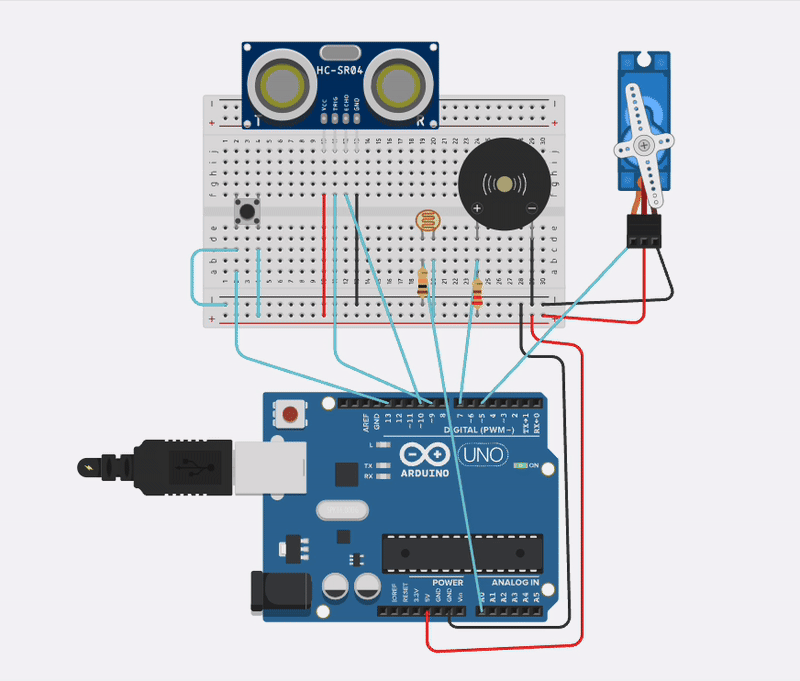 HC-SR04
VCC
TRIG
ECHO
GND
T
R
j
i
h
g
f
e
d
c
b
a
+
−
AREF
GND
13
12
~11
~10
~9
8
7
~6
~5
4
~3
2
TX→1
RX←0
DIGITAL (PWM~)
L
TX
RX
ARDUINO
UNO
ON
POWER
ANALOG IN
IOREF
RESET
3.3V
5V
GND
GND
Vin
A0
A1
A2
A3
A4
A5